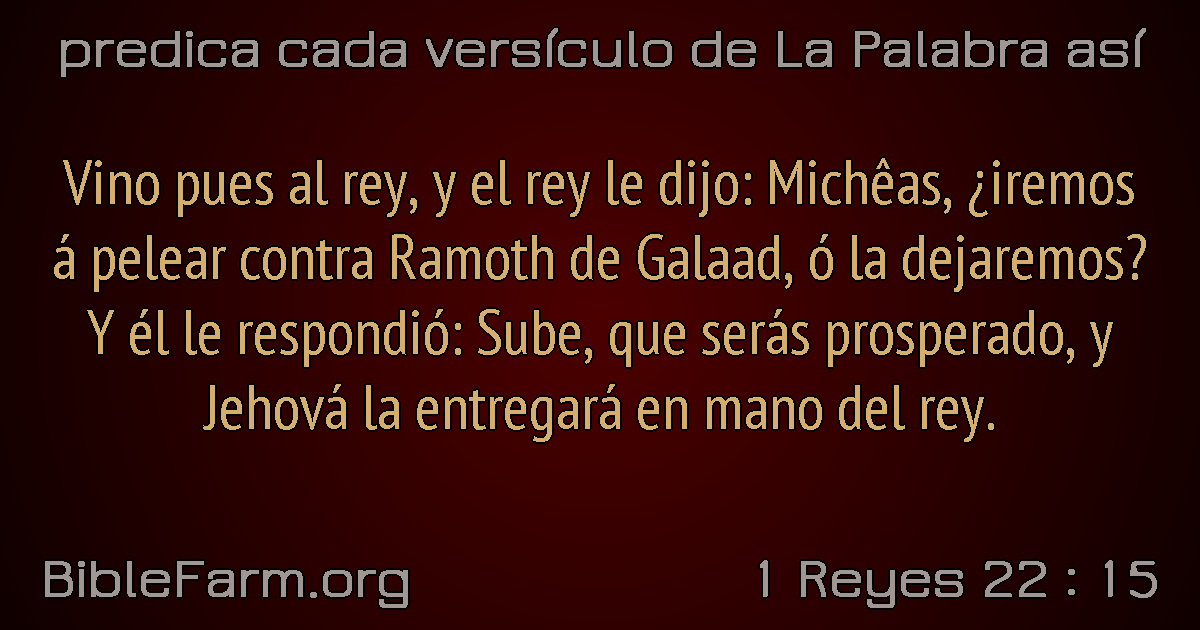 predica cada versículo de La Palabra así
Vino pues al rey, y el rey le dijo: Michêas, ¿iremos
á pelear contra Ramoth de Galaad, ó la dejaremos?
Y él le respondió: Sube, que serás prosperado, y
Jehová la entregará en mano del rey.
BibleFarm.org
1 Reyes 22 : 15